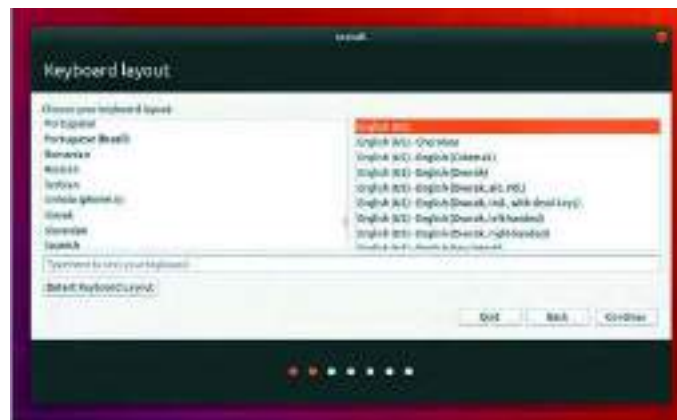 Install
Keyboard layout
Choose your keyboard layout:
Portuguese
Portuguese (Brazil)
Romanian
Russian
Serbian
Sinhala (phonetic)
Slovak
Slovenian
Spanish
English (US)
English (US) - Cherokee
English (US) - English (Colemak)
English (US) - English (Dvorak)
English (US) - English (Dvorak, alt. intl.)
English (US) - English (Dvorak, intl., with dead keys)
English (US) - English (Dvorak, left-handed)
English (US) - English (Dvorak, right-handed)
Type here to test your keyboard
Detect Keyboard Layout
Quit
Back
Continue